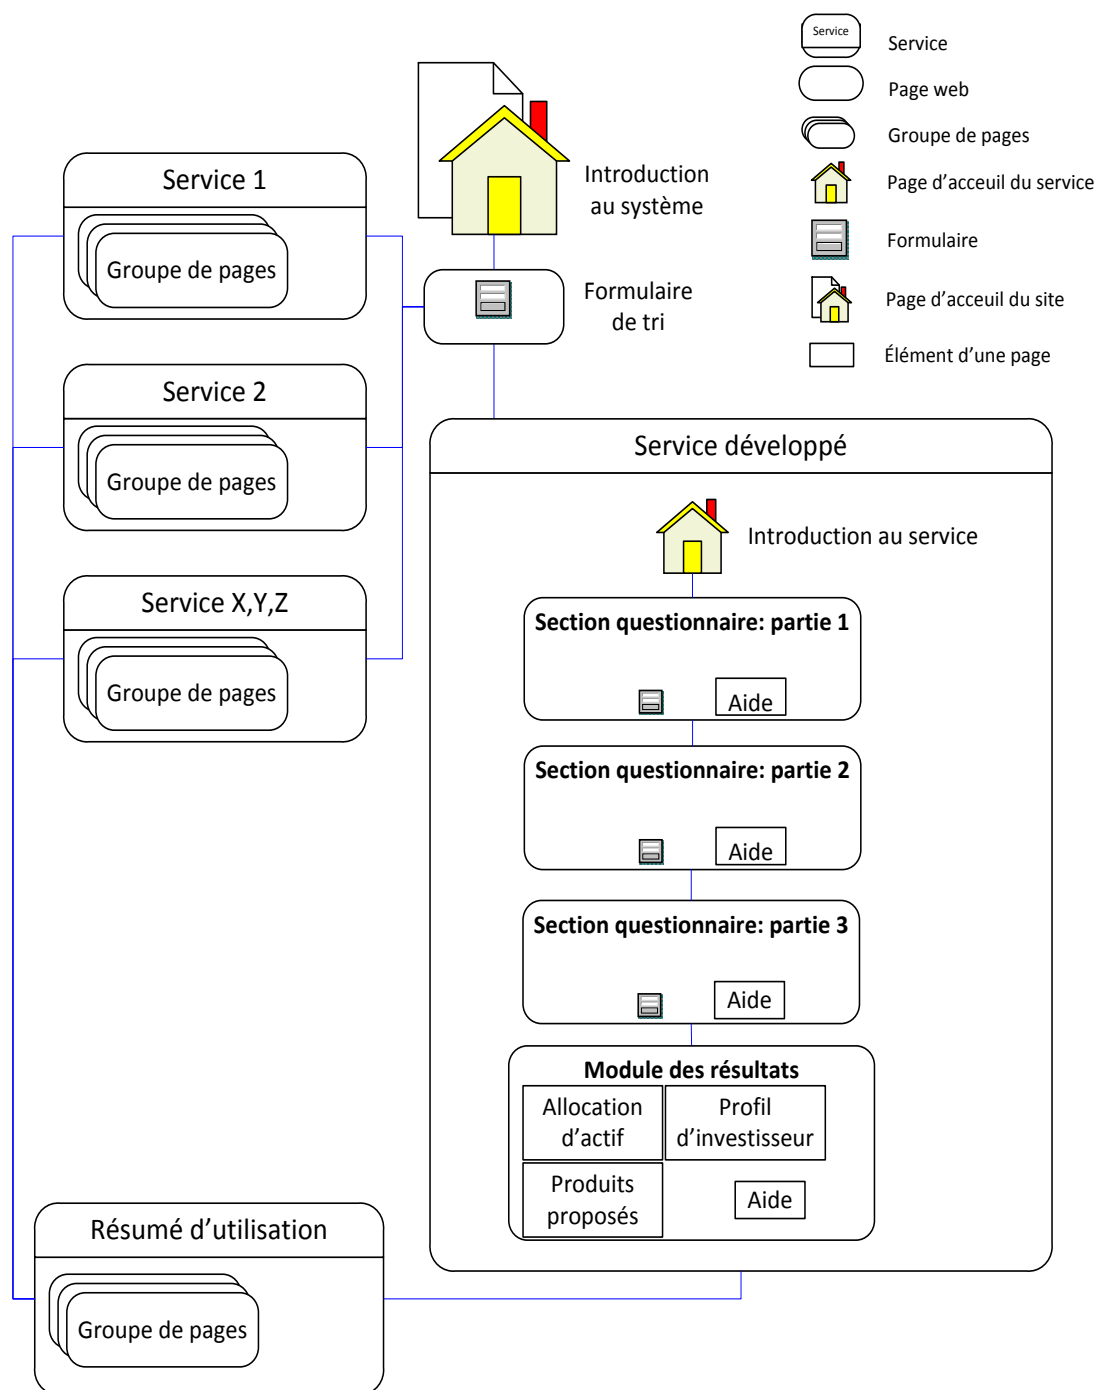 Service
Service
Page web
Groupe de pages
Page d'acceuil du service
Formulaire
Page d'acceuil du site
Élément d'une page
Introduction
au système
Formulaire
de tri
Service 1
Groupe de pages
Service 2
Groupe de pages
Service X,Y,Z
Groupe de pages
Service développé
Introduction au service
Section questionnaire: partie 1
Aide
Section questionnaire: partie 2
Aide
Section questionnaire: partie 3
Aide
Module des résultats
Allocation
d'actif
Profil
d'investisseur
Produits
proposés
Aide
Résumé d'utilisation
Groupe de pages